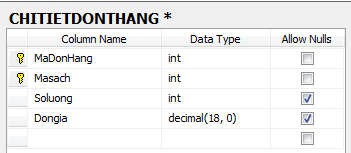 CHITIETDONTHANG *
Column Name Data Type Allow Nulls
MaDonHang int
Masach int
Soluong int
Dongia decimal(18, 0)